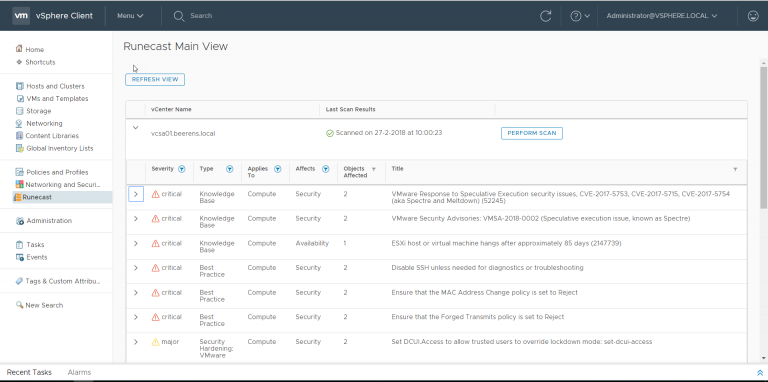 vm vSphere Client Menu Search Administrator@VSPHERE.LOCAL
Home
Shortcuts
Hosts and Clusters
VMs and Templates
Storage
Networking
Content Libraries
Global Inventory Lists
Policies and Profiles
Networking and Securi...
Runecast
Administration
Tasks
Events
Tags & Custom Attribu...
New Search
Runecast Main View
REFRESH VIEW
vCenter Name Last Scan Results
vcsa01.beerens.local Scanned on 27-2-2018 at 10:00:23 PERFORM SCAN
Severity Type Applies To Affects Objects Affected Title
critical Knowledge Base Compute Security 2 VMware Response to Speculative Execution security issues, CVE-2017-5753, CVE-2017-5715, CVE-2017-5754
(aka Spectre and Meltdown) (52245)
critical Knowledge Base Compute Security 2 VMware Security Advisories: VMSA-2018-0002 (Speculative execution issue, known as Spectre)
critical Knowledge Base Compute Availability 1 ESXi host or virtual machine hangs after approximately 85 days (2147739)
critical Best Practice Compute Security 2 Disable SSH unless needed for diagnostics or troubleshooting
critical Best Practice Compute Security 2 Ensure that the MAC Address Change policy is set to Reject
critical Best Practice Compute Security 2 Ensure that the Forged Transmits policy is set to Reject
major Security Hardening: VMware Compute Security 2 Set DCUI.Access to allow trusted users to override lockdown mode: set-dcui-access
Recent Tasks Alarms